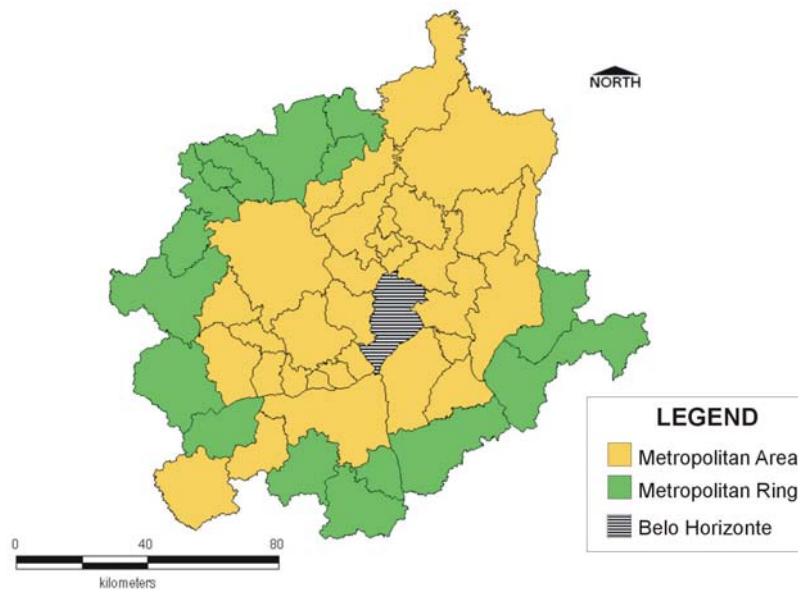 NORTH
LEGEND
Metropolitan Area
Metropolitan Ring
Belo Horizonte
0 40 80
kilometers